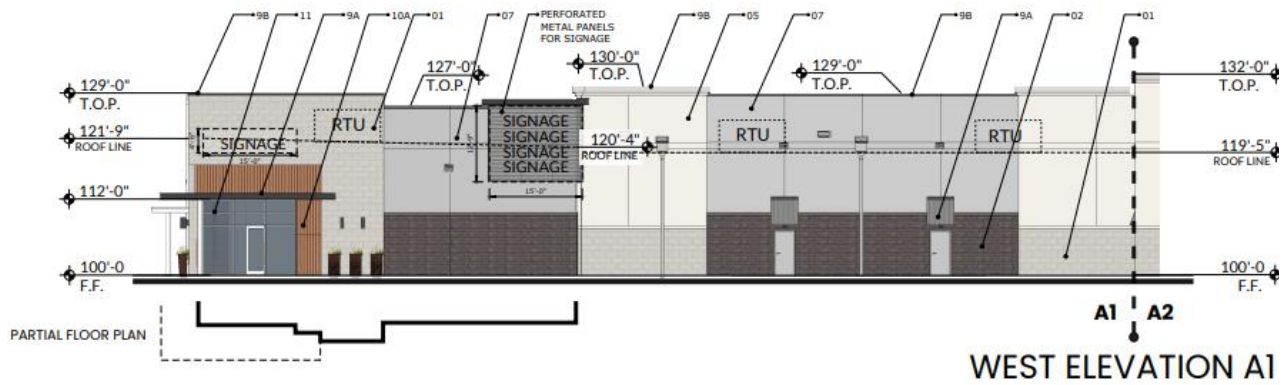 9B 11 9A 10A 01 07 PERFORATED 9B 05 07 9B 9A 02 01
METAL PANELS
FOR SIGNAGE
129'-0"
T.O.P.
127'-0"
T.O.P.
130'-0"
T.O.P.
129'-0"
T.O.P.
132'-0"
T.O.P.
121'-9"
ROOF LINE
SIGNAGE
15'-0"
RTU
SIGNAGE
SIGNAGE
SIGNAGE
SIGNAGE
15'-0"
120'-4"
ROOF LINE
RTU
RTU
119'-5"
ROOF LINE
112'-0"
100'-0
F.F.
100'-0
F.F.
PARTIAL FLOOR PLAN
A1 A2
WEST ELEVATION A1